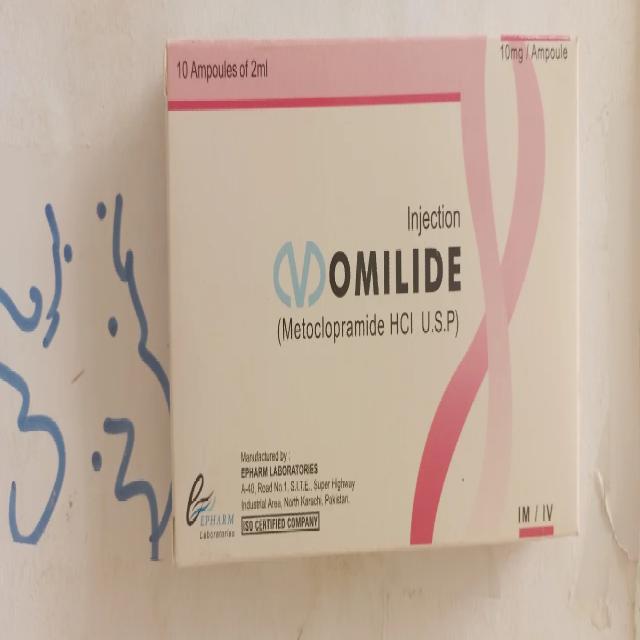 10 Ampoules of 2ml
10mg / Ampoule
Injection
VOMILIDE
(Metoclopramide HCl U.S.P)
Manufactured by :
EPHARM LABORATORIES
A-40, Road No.1, S.I.T.E., Super Highway
Industrial Area, North Karachi, Pakistan.
ISO CERTIFIED COMPANY
EPHARM
Laboratories
IM / IV